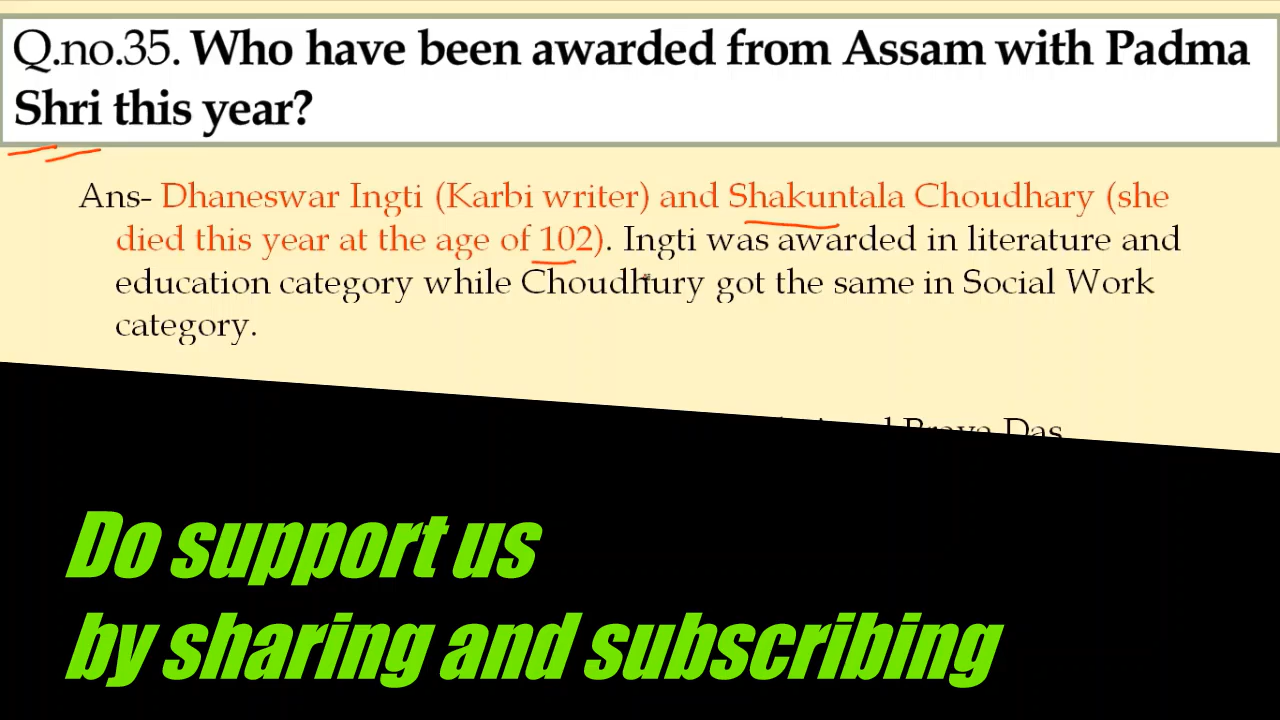 Q.no.35. Who have been awarded from Assam with Padma
Shri this year?
Ans- Dhaneswar Ingti (Karbi writer) and Shakuntala Choudhary (she
died this year at the age of 102). Ingti was awarded in literature and
education category while Choudhury got the same in Social Work
category.
Das
Do support us
by sharing and subscribing